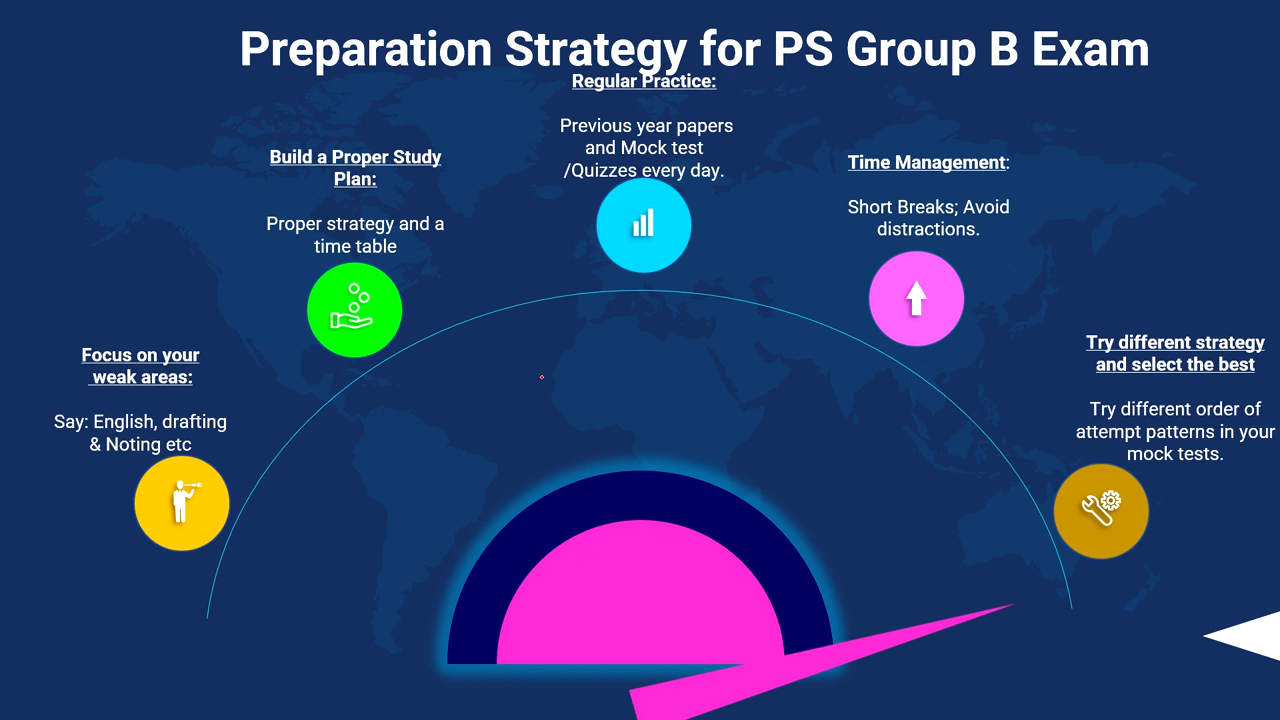 Preparation Strategy for PS Group B Exam
Focus on your
weak areas:
Say: English, drafting
& Noting etc
Build a Proper Study
Plan:
Proper strategy and a
time table
Regular Practice:
Previous year papers
and Mock test
/Quizzes every day.
Time Management:
Short Breaks; Avoid
distractions.
Try different strategy
and select the best
Try different order of
attempt patterns in your
mock tests.